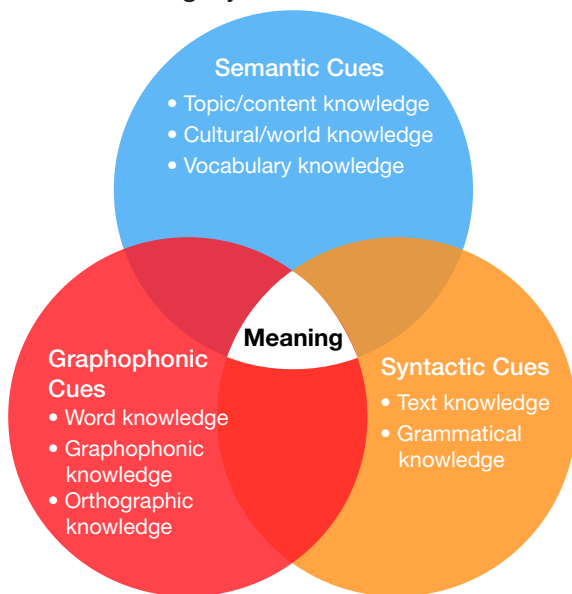 Semantic Cues
• Topic/content knowledge
• Cultural/world knowledge
• Vocabulary knowledge
Meaning
Graphophonic
Cues
• Word knowledge
• Graphophonic
knowledge
• Orthographic
knowledge
Syntactic Cues
• Text knowledge
• Grammatical
knowledge